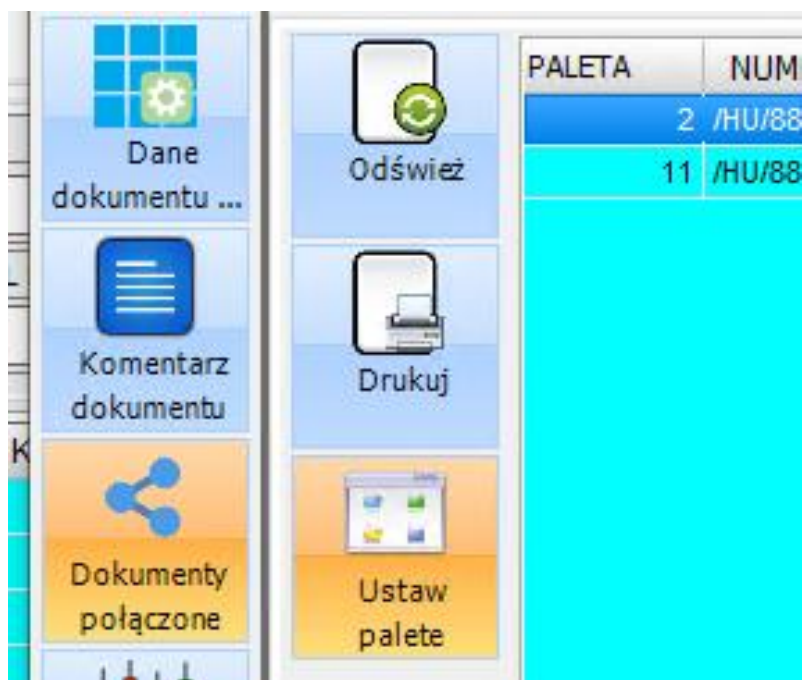 Dane
dokumentu ...
Komentarz
dokumentu
K
Dokumenty
połączone
Odśwież
Drukuj
Ustaw
palete
PALETA NUM
2 /HU/88
11 /HU/88